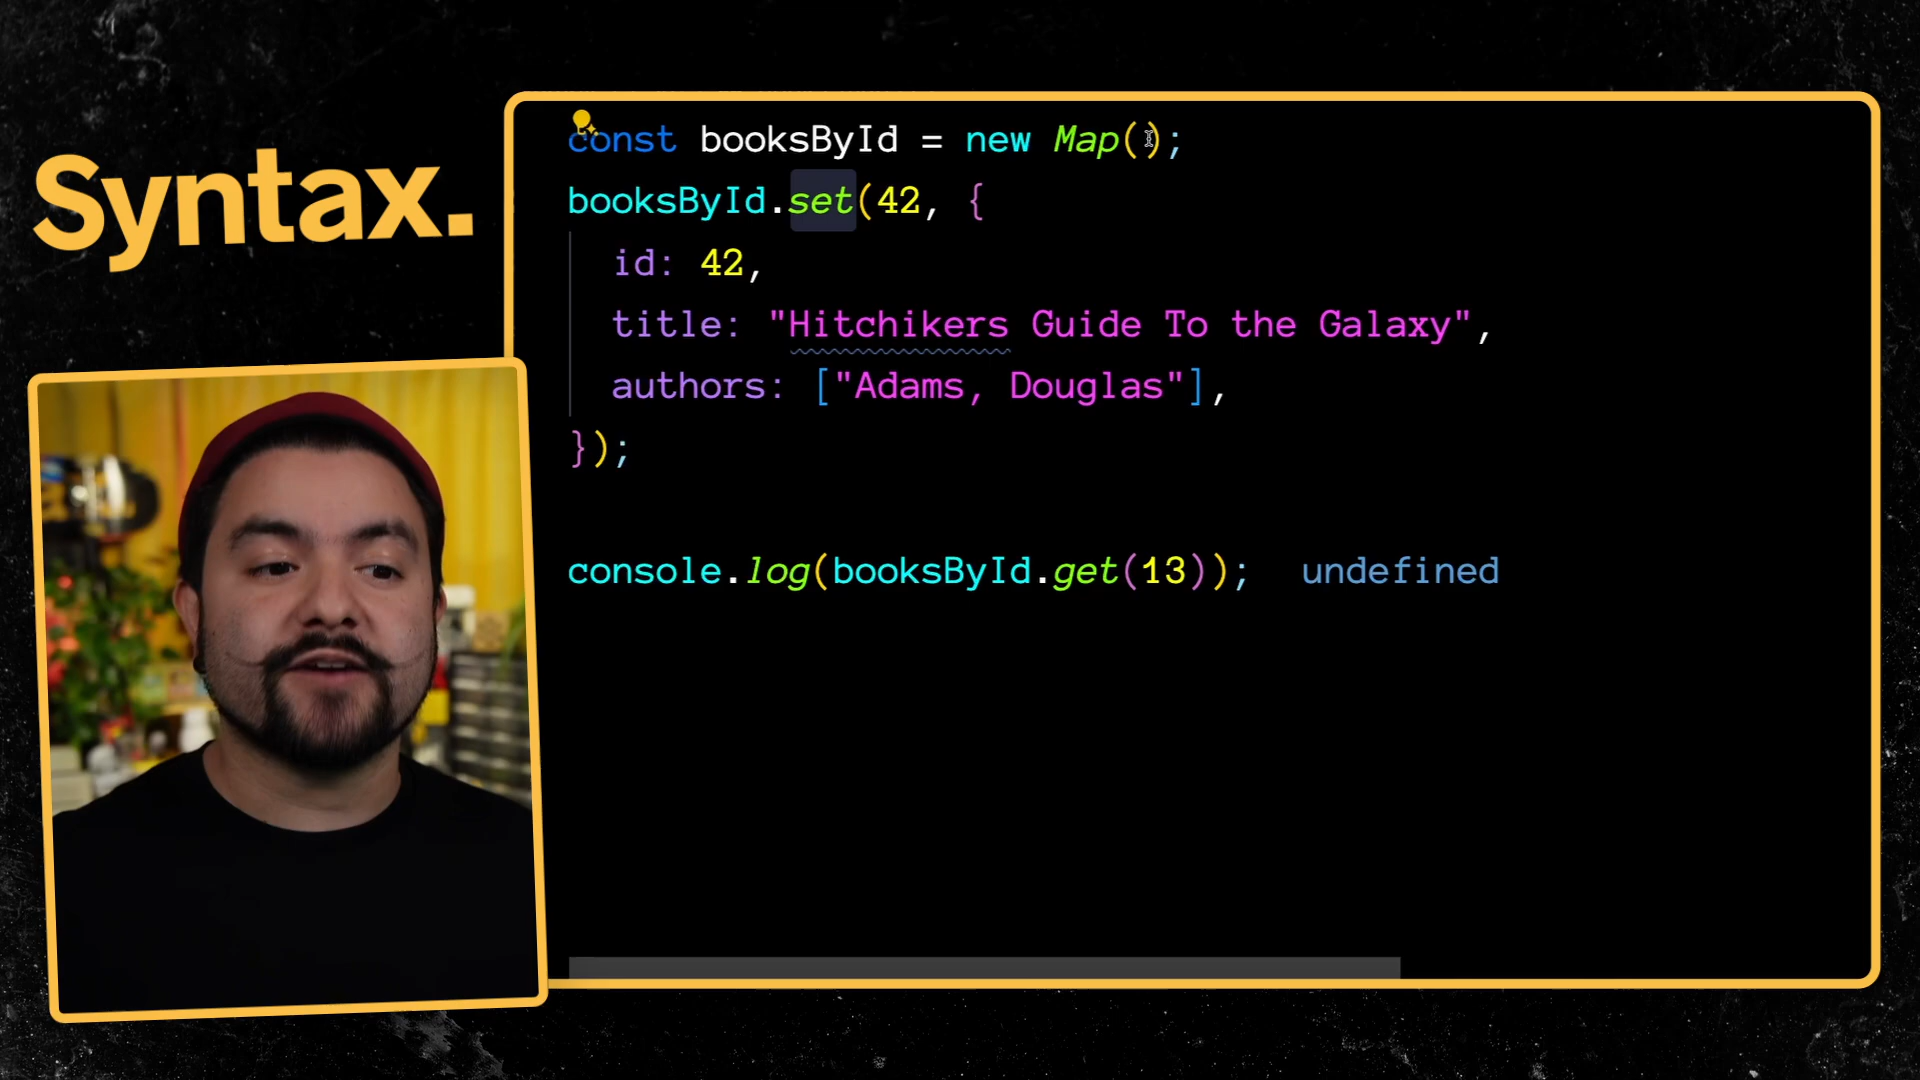 Syntax.
const booksById = new Map();
booksById.set(42, {
id: 42,
title: "Hitchikers Guide To the Galaxy",
authors: ["Adams, Douglas"],
});
console.log(booksById.get(13)); undefined